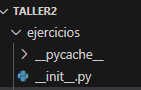 TALLER2
ejercicios
__pycache__
__init__.py